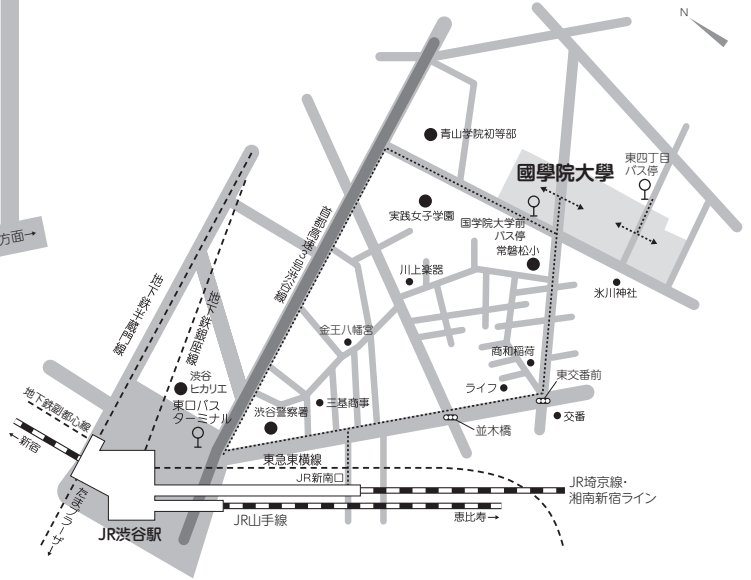 N
青山学院初等部
國學院大學
東四丁目
バス停
実践女子学園
国学院大学前
バス停
常磐松小
方面→
首都高速3号渋谷線
川上楽器
氷川神社
地下鉄半蔵門線
地下鉄銀座線
金王八幡宮
商和稲荷
渋谷
ヒカリエ
東口バス
ターミナル
地下鉄副都心線
三基商事
ライフ
東交番前
渋谷警察署
交番
並木橋
←新宿
東急東横線
JR新南口
JR埼京線・
湘南新宿ライン
たまプラーザ→
JR渋谷駅
JR山手線
恵比寿→